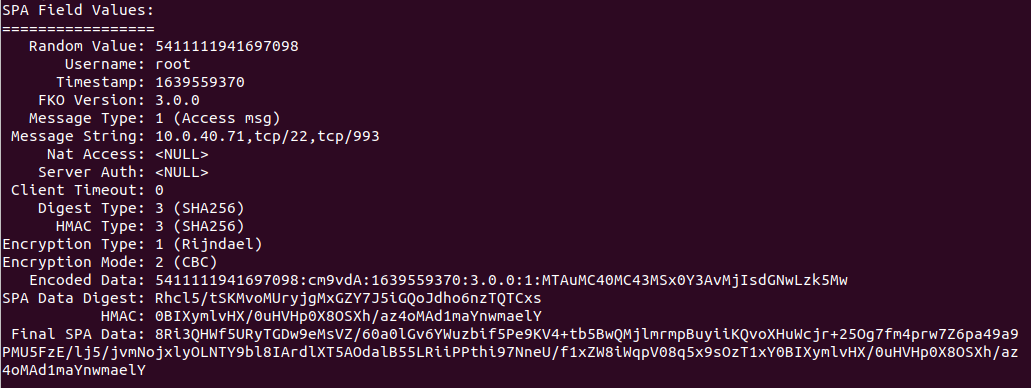 SPA Field Values:
=================
Random Value: 5411111941697098
Username: root
Timestamp: 1639559370
FKO Version: 3.0.0
Message Type: 1 (Access msg)
Message String: 10.0.40.71,tcp/22,tcp/993
Nat Access: <NULL>
Server Auth: <NULL>
Client Timeout: 0
Digest Type: 3 (SHA256)
HMAC Type: 3 (SHA256)
Encryption Type: 1 (Rijndael)
Encryption Mode: 2 (CBC)
Encoded Data: 5411111941697098:cm9vdA:1639559370:3.0.0:1:MTAuMC40MC43MSx0Y3AvMjIsdGNwLzk5Mw
SPA Data Digest: Rhcl5/tSKMvoMUryjgMxGZY7J5iGQoJdho6nzTQTCxs
HMAC: 0BIXymlvHX/0uHVHp0X8OSXh/az4oMAd1maYnwmaelY
Final SPA Data: 8Ri3QHWf5URyTGDw9eMsVZ/60a0lGv6YWuzbif5Pe9KV4+tb5BwQMjlmrmpBuyiiKQvoXHuWcjr+25Og7fm4prw7Z6pa49a9
PMU5FzE/lj5/jvmNojxlyOLNTY9bl8IArdlXT5AOdalB55LRiiPPthi97NneU/f1xZW8iWqpV08q5x9sOzT1xY0BIXymlvHX/0uHVHp0X8OSXh/az
4oMAd1maYnwmaelY